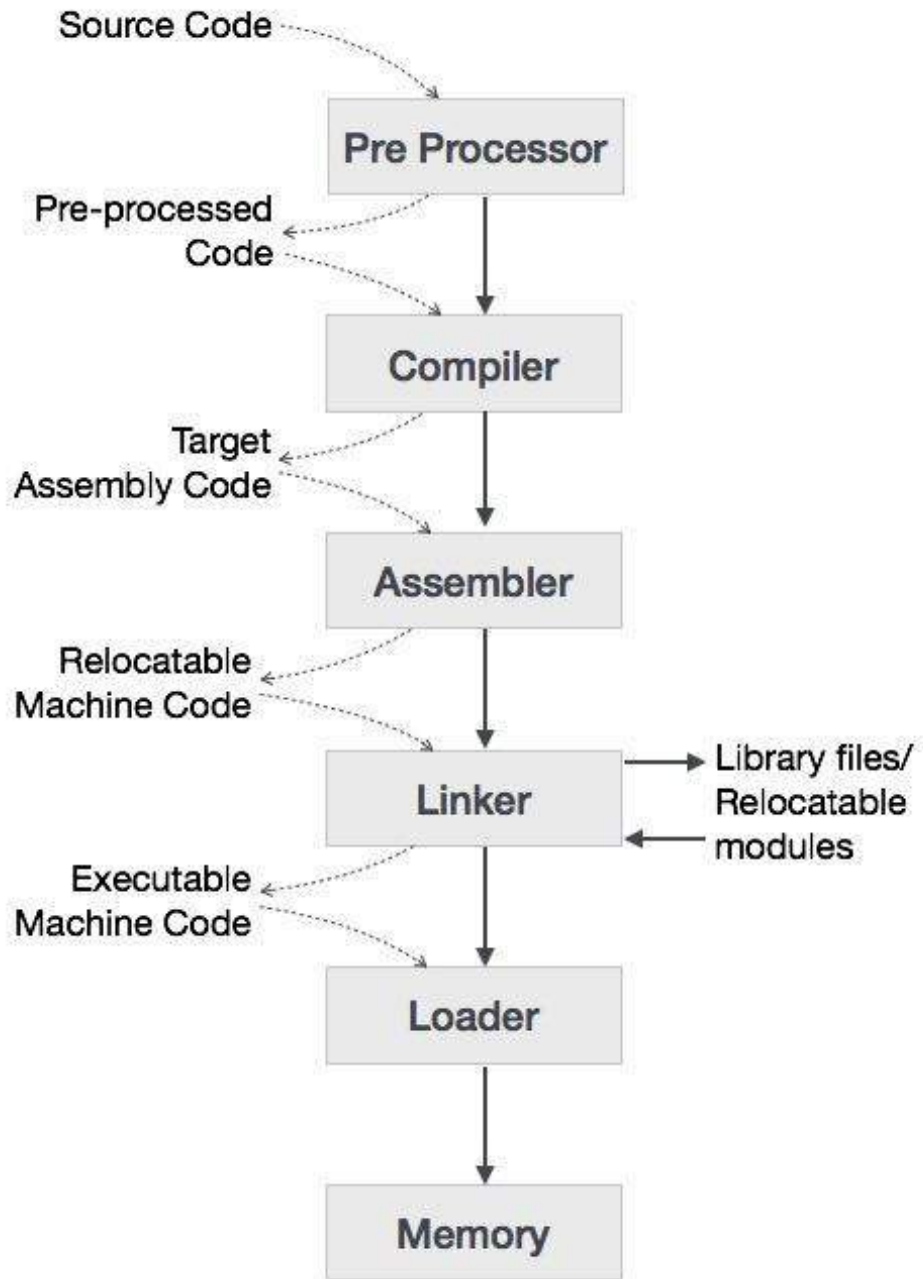 Source Code
Pre Processor
Pre-processed
Code
Compiler
Target
Assembly Code
Assembler
Relocatable
Machine Code
Linker
Library files/
Relocatable
modules
Executable
Machine Code
Loader
Memory